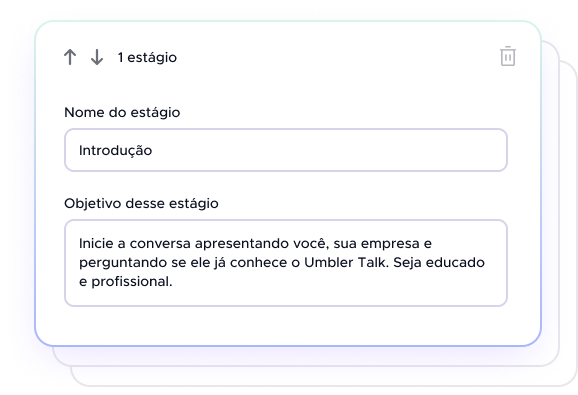 1 estágio
Nome do estágio
Introdução
Objetivo desse estágio
Inicie a conversa apresentando você, sua empresa e
perguntando se ele já conhece o Umbler Talk. Seja educado
e profissional.